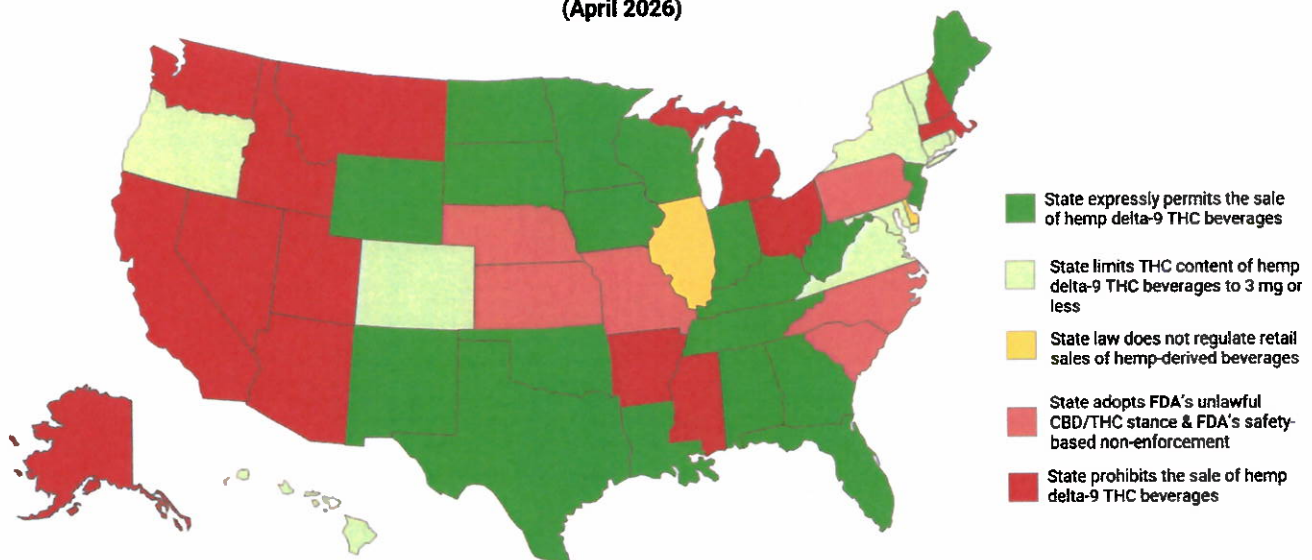 (April 2026)
State expressly permits the sale
of hemp delta-9 THC beverages
State limits THC content of hemp
delta-9 THC beverages to 3 mg or
less
State law does not regulate retail
sales of hemp-derived beverages
State adopts FDA's unlawful
CBD/THC stance & FDA's safety-
based non-enforcement
State prohibits the sale of hemp
delta-9 THC beverages